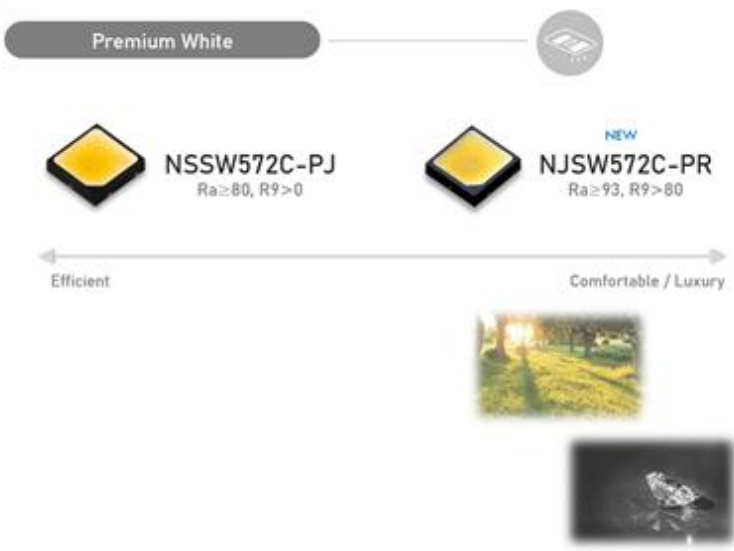 Premium White
NSSW572C-PJ
Ra≥80, R9>0
NEW
NJSW572C-PR
Ra≥93, R9>80
Efficient
Comfortable / Luxury